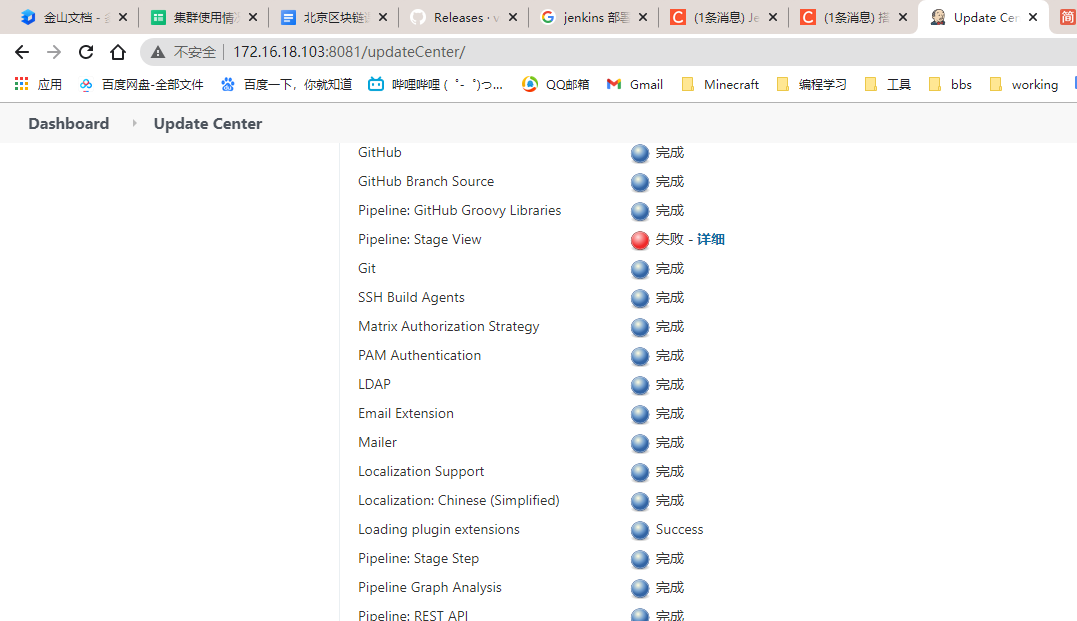 金山文档 -
集群使用情
北京区块链
Releases · v
jenkins 部署
(1条消息) Je
(1条消息) 搭
Update Cen
简
不安全
172.16.18.103:8081/updateCenter/
应用
百度网盘-全部文件
百度一下，你就知道
哔哩哔哩 ( ゜- ゜)つ...
QQ邮箱
Gmail
Minecraft
编程学习
工具
bbs
working
Dashboard
Update Center
GitHub 完成
GitHub Branch Source 完成
Pipeline: GitHub Groovy Libraries 完成
Pipeline: Stage View 失败 - 详细
Git 完成
SSH Build Agents 完成
Matrix Authorization Strategy 完成
PAM Authentication 完成
LDAP 完成
Email Extension 完成
Mailer 完成
Localization Support 完成
Localization: Chinese (Simplified) 完成
Loading plugin extensions Success
Pipeline: Stage Step 完成
Pipeline Graph Analysis 完成
Pipeline: REST API 完成